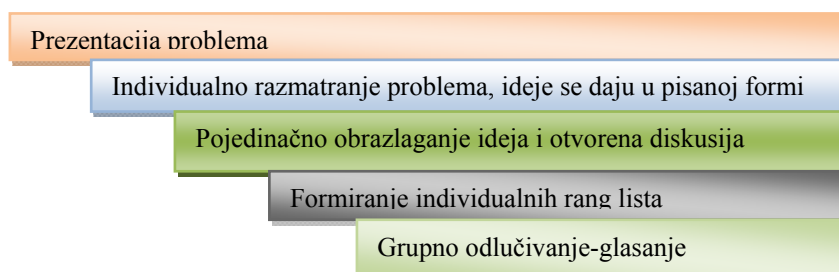 Prezentacija problema
Individualno razmatranje problema, ideje se daju u pisanoj formi
Pojedinačno obrazlaganje ideja i otvorena diskusija
Formiranje individualnih rang lista
Grupno odlučivanje-glasanje